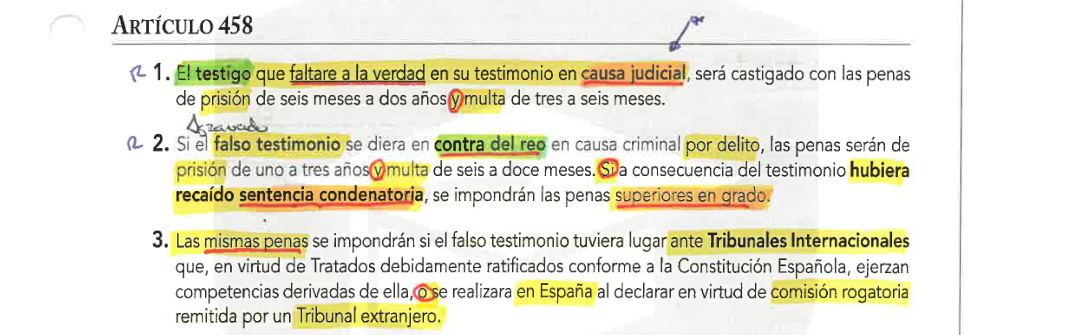 ARTÍCULO 458
1. El testigo que faltare a la verdad en su testimonio en causa judicial, será castigado con las penas
de prisión de seis meses a dos años y multa de tres a seis meses.
Agravado
2. Si el falso testimonio se diera en contra del reo en causa criminal por delito, las penas serán de
prisión de uno a tres años y multa de seis a doce meses. Si a consecuencia del testimonio hubiera
recaído sentencia condenatoria, se impondrán las penas superiores en grado.
3. Las mismas penas se impondrán si el falso testimonio tuviera lugar ante Tribunales Internacionales
que, en virtud de Tratados debidamente ratificados conforme a la Constitución Española, ejerzan
competencias derivadas de ella, o se realizara en España al declarar en virtud de comisión rogatoria
remitida por un Tribunal extranjero.